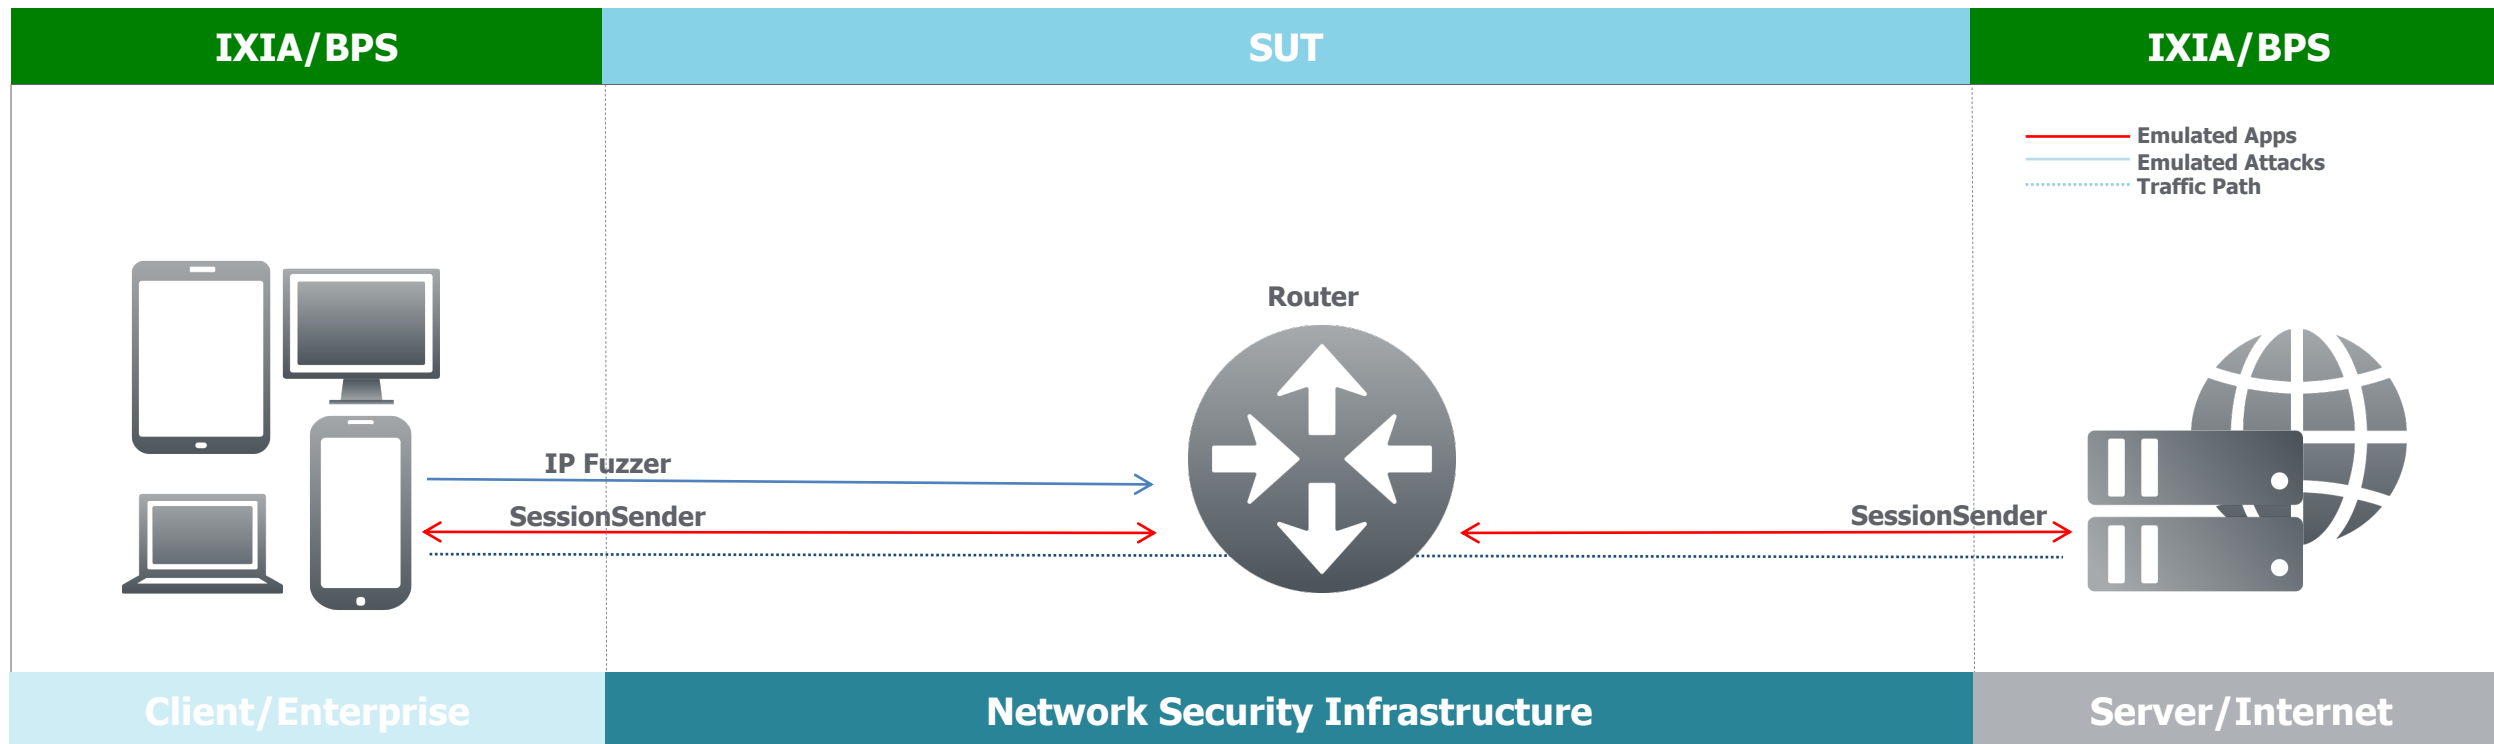 IXIA/BPS
SUT
IXIA/BPS
Emulated Apps
Emulated Attacks
Traffic Path
Router
IP Fuzzer
SessionSender
SessionSender
Client/Enterprise
Network Security Infrastructure
Server/Internet